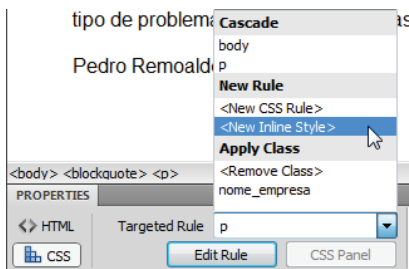 tipo de problema
Pedro Remoald
Cascade
body
p
New Rule
<New CSS Rule>
<New Inline Style>
Apply Class
<Remove Class>
nome_empresa
<body> <blockquote> <p>
PROPERTIES
<> HTML Targeted Rule p
CSS Edit Rule CSS Panel